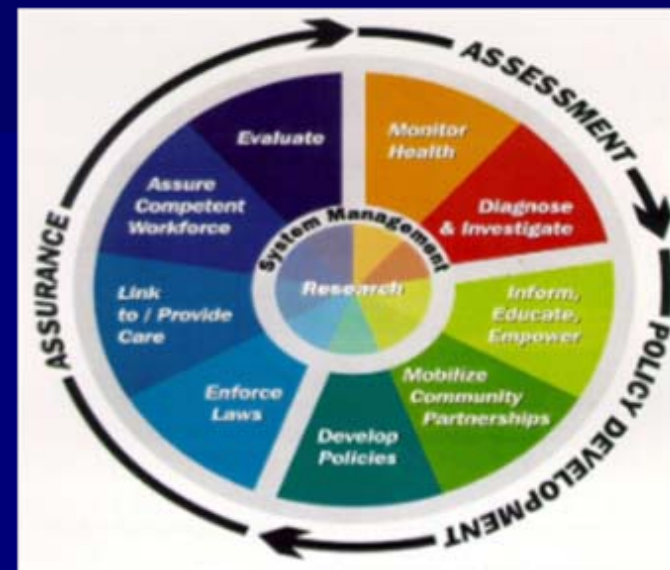 ASSESSMENT
Monitor
Health
Diagnose
& Investigate
Inform,
Educate,
Empower
POLICY DEVELOPMENT
Mobilize
Community
Partnerships
Develop
Policies
ASSURANCE
Enforce
Laws
Link
to / Provide
Care
Assure
Competent
Workforce
Evaluate
System Management
Research